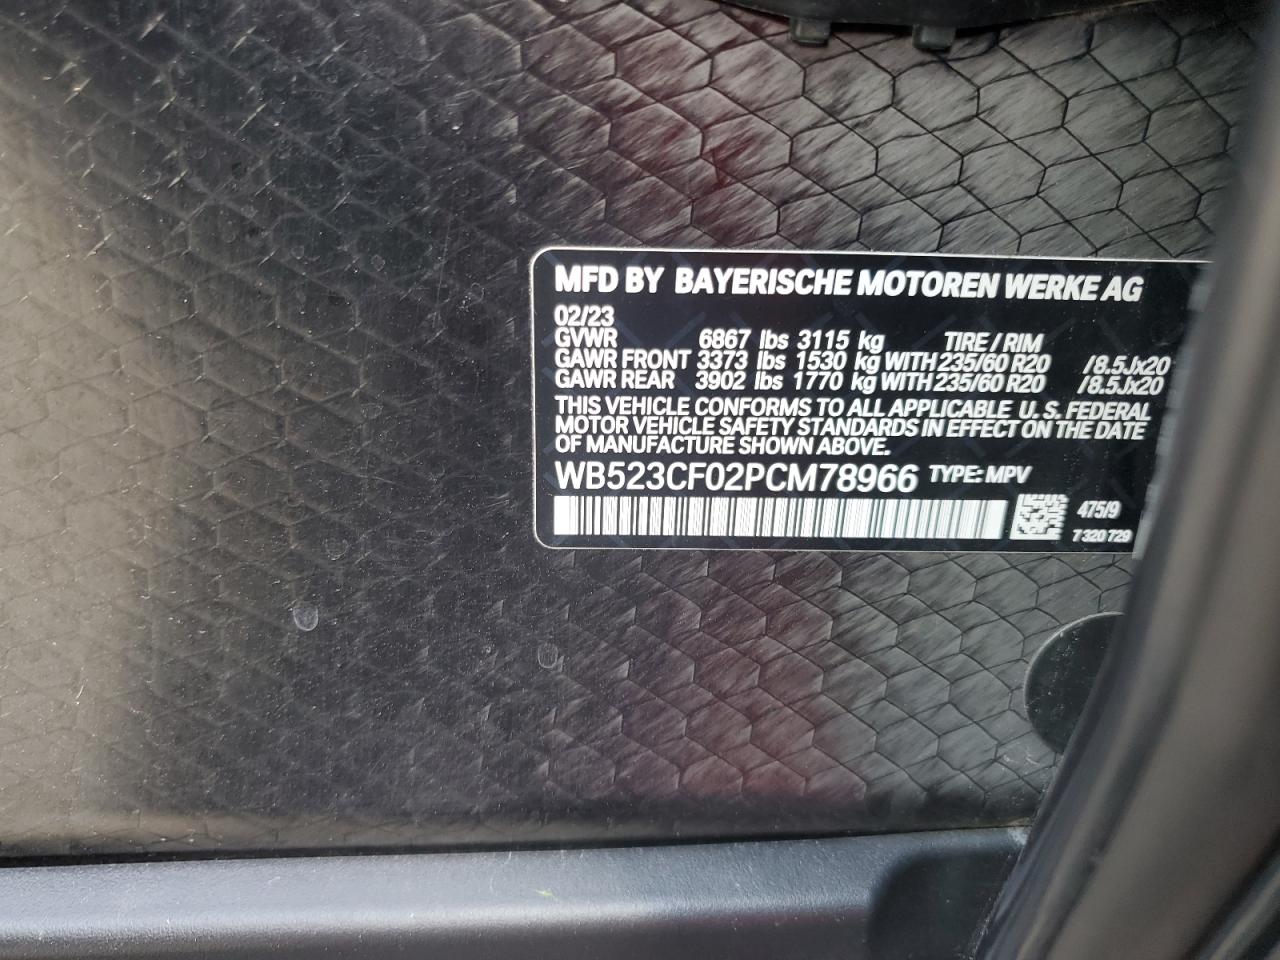 MFD BY BAYERISCHE MOTOREN WERKE AG
02/23
GVWR 6867 lbs 3115 kg TIRE / RIM
GAWR FRONT 3373 lbs 1530 kg WITH 235/60 R20 /8.5Jx20
GAWR REAR 3902 lbs 1770 kg WITH 235/60 R20 /8.5Jx20
THIS VEHICLE CONFORMS TO ALL APPLICABLE U. S. FEDERAL
MOTOR VEHICLE SAFETY STANDARDS IN EFFECT ON THE DATE
OF MANUFACTURE SHOWN ABOVE.
WB523CF02PCM78966 TYPE: MPV
475/9
7 320 729